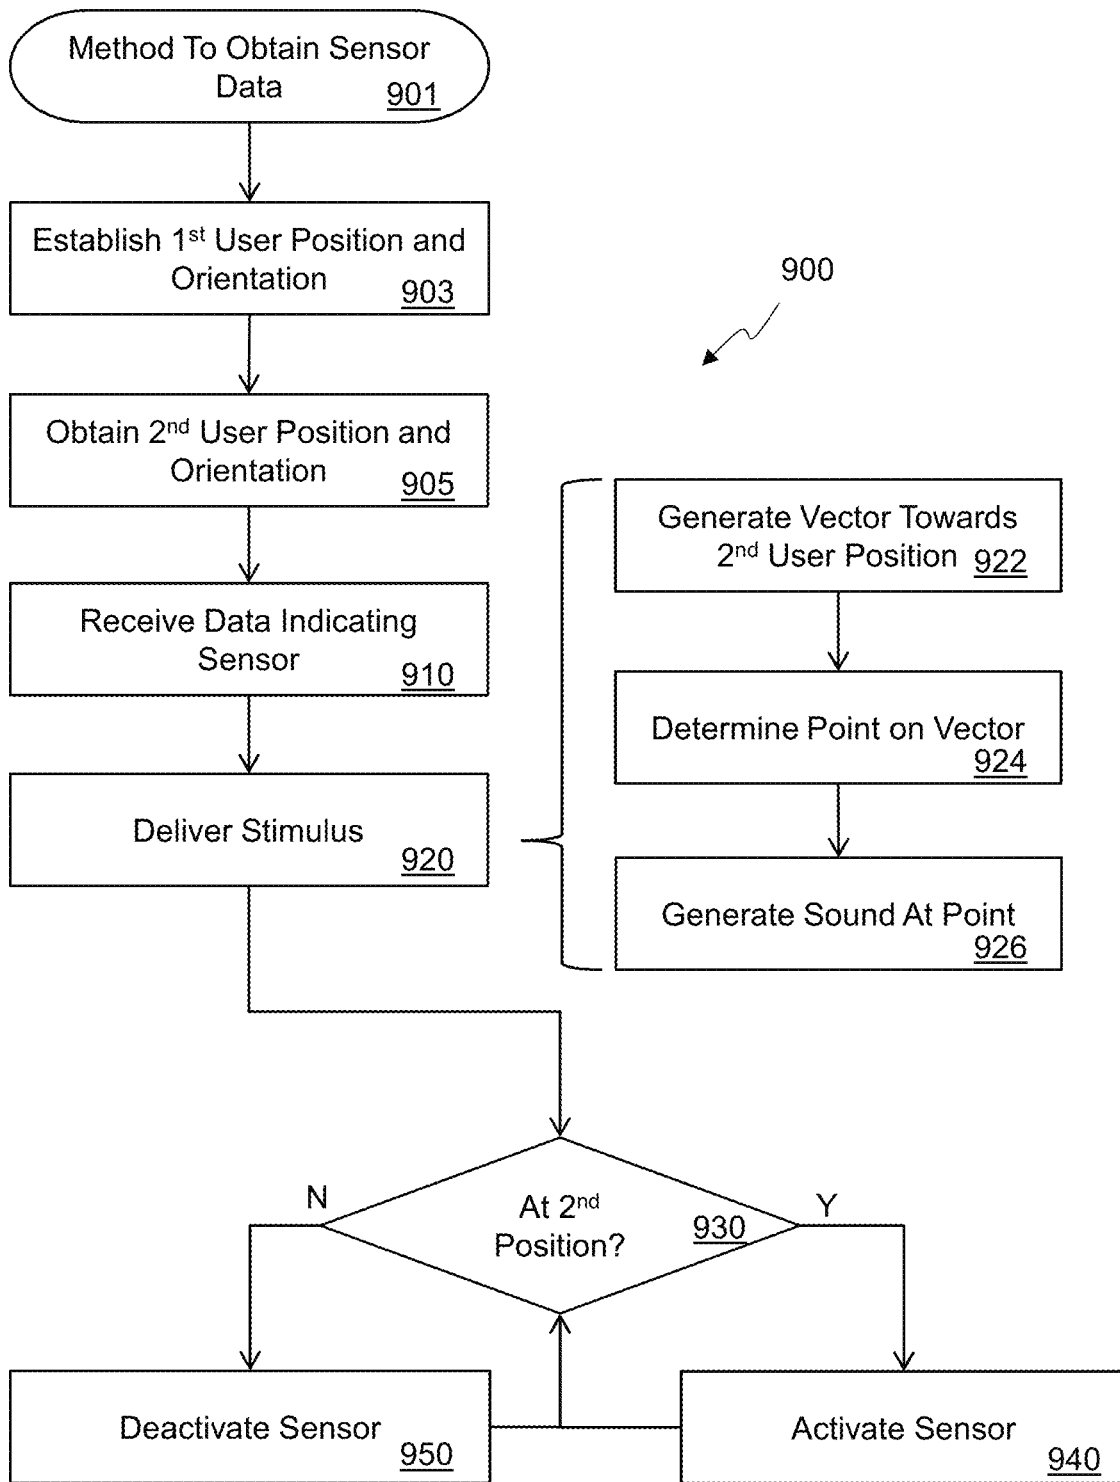 Method To Obtain Sensor
Data 901
Establish 1st User Position and
Orientation 903
900
Obtain 2nd User Position and
Orientation 905
Generate Vector Towards
2nd User Position 922
Receive Data Indicating
Sensor 910
Determine Point on Vector
924
Deliver Stimulus
920
Generate Sound At Point
926
N
Y
At 2nd
Position? 930
Deactivate Sensor
950
Activate Sensor
940